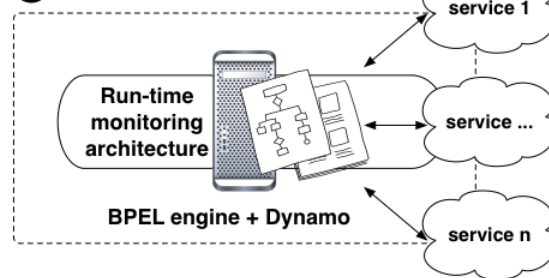 service 1
Run-time
monitoring
architecture
service ...
BPEL engine + Dynamo
service n